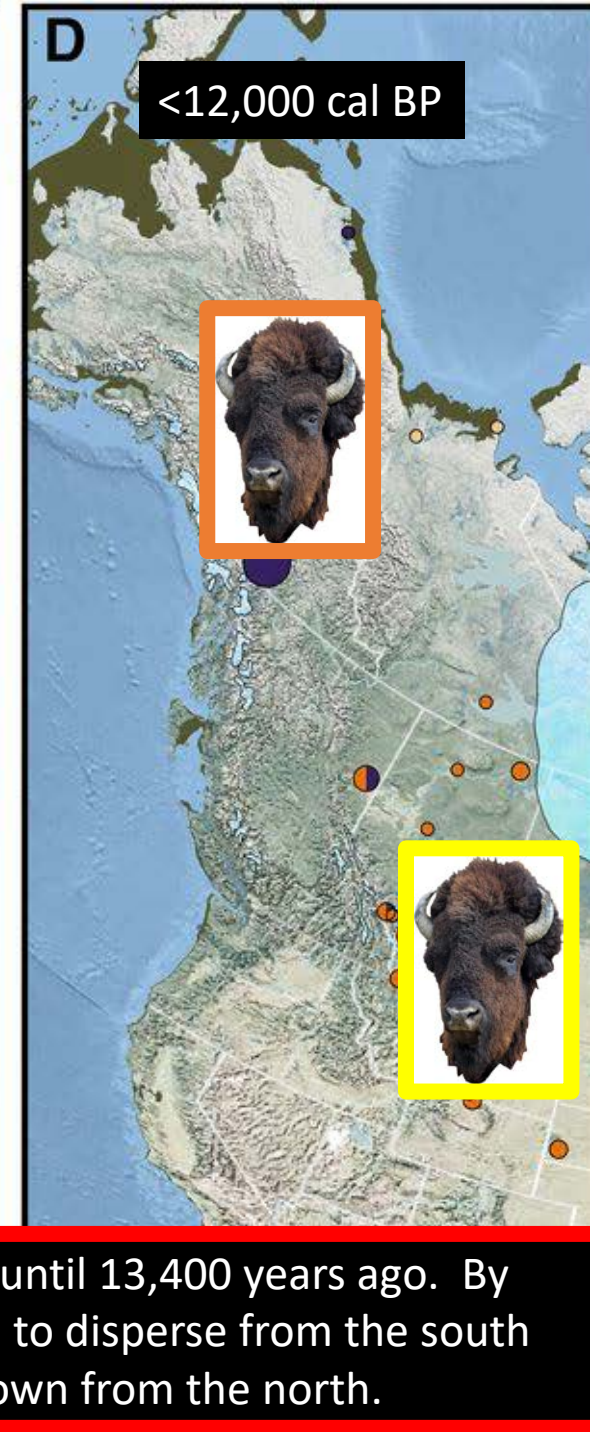 D
<12,000 cal BP
until 13,400 years ago. By
to disperse from the south
own from the north.